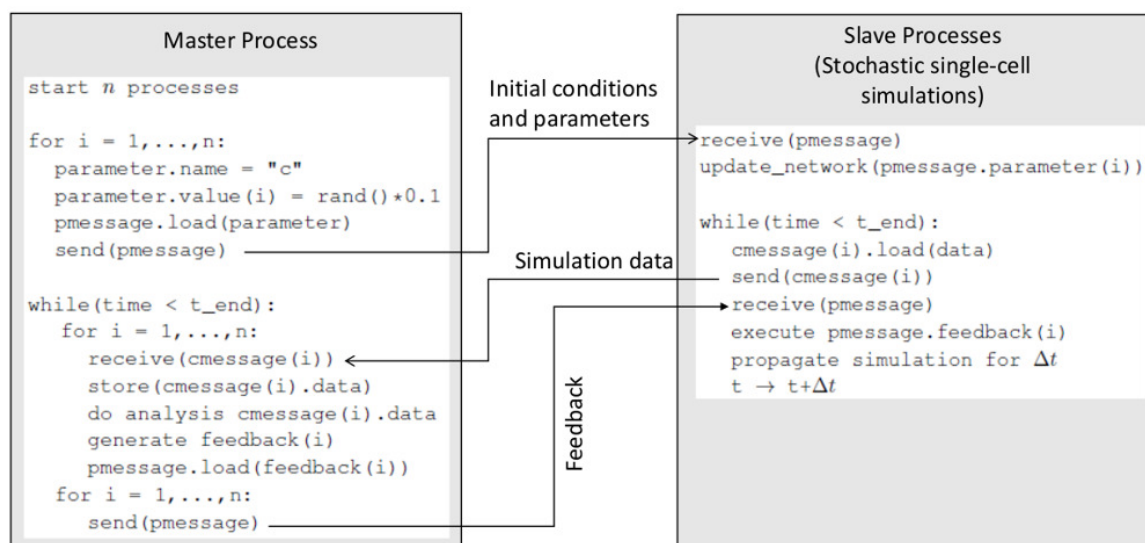 Master Process
start n processes
for i = 1,...,n:
parameter.name = "c"
parameter.value(i) = rand()*0.1
pmessage.load(parameter)
send(pmessage)
while(time < t_end):
for i = 1,...,n:
receive(cmessage(i))
store(cmessage(i).data)
do analysis cmessage(i).data
generate feedback(i)
pmessage.load(feedback(i))
for i = 1,...,n:
send(pmessage)
Initial conditions
and parameters
Simulation data
Feedback
Slave Processes
(Stochastic single-cell
simulations)
receive(pmessage)
update_network(pmessage.parameter(i))
while(time < t_end):
cmessage(i).load(data)
send(cmessage(i))
receive(pmessage)
execute pmessage.feedback(i)
propagate simulation for Δt
t → t+Δt